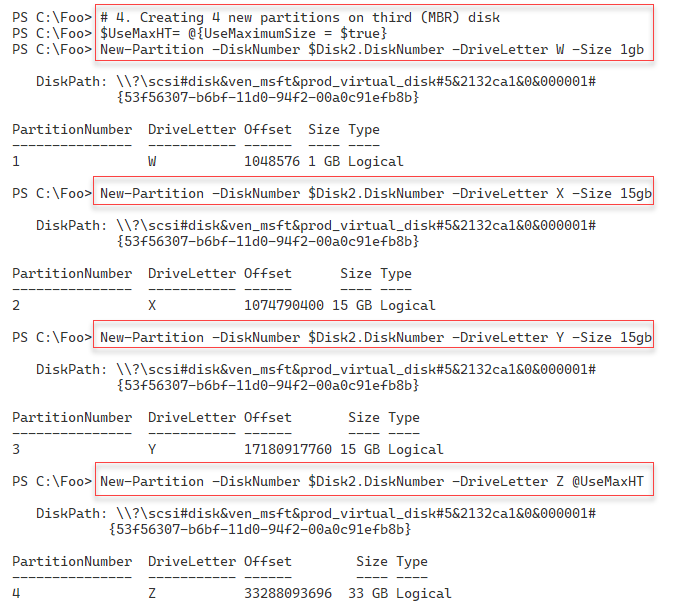 PS C:\Foo> # 4. Creating 4 new partitions on third (MBR) disk
PS C:\Foo> $UseMaxHT= @{UseMaximumSize = $true}
PS C:\Foo> New-Partition -DiskNumber $Disk2.DiskNumber -DriveLetter W -Size 1gb
DiskPath: \\?\scsi#disk&ven_msft&prod_virtual_disk#5&2132ca1&0&000001#
{53f56307-b6bf-11d0-94f2-00a0c91efb8b}
PartitionNumber DriveLetter Offset Size Type
--------------- ----------- ------ ---- ----
1 W 1048576 1 GB Logical
PS C:\Foo> New-Partition -DiskNumber $Disk2.DiskNumber -DriveLetter X -Size 15gb
DiskPath: \\?\scsi#disk&ven_msft&prod_virtual_disk#5&2132ca1&0&000001#
{53f56307-b6bf-11d0-94f2-00a0c91efb8b}
PartitionNumber DriveLetter Offset Size Type
--------------- ----------- ------ ---- ----
2 X 1074790400 15 GB Logical
PS C:\Foo> New-Partition -DiskNumber $Disk2.DiskNumber -DriveLetter Y -Size 15gb
DiskPath: \\?\scsi#disk&ven_msft&prod_virtual_disk#5&2132ca1&0&000001#
{53f56307-b6bf-11d0-94f2-00a0c91efb8b}
PartitionNumber DriveLetter Offset Size Type
--------------- ----------- ------ ---- ----
3 Y 17180917760 15 GB Logical
PS C:\Foo> New-Partition -DiskNumber $Disk2.DiskNumber -DriveLetter Z @UseMaxHT
DiskPath: \\?\scsi#disk&ven_msft&prod_virtual_disk#5&2132ca1&0&000001#
{53f56307-b6bf-11d0-94f2-00a0c91efb8b}
PartitionNumber DriveLetter Offset Size Type
--------------- ----------- ------ ---- ----
4 Z 33288093696 33 GB Logical